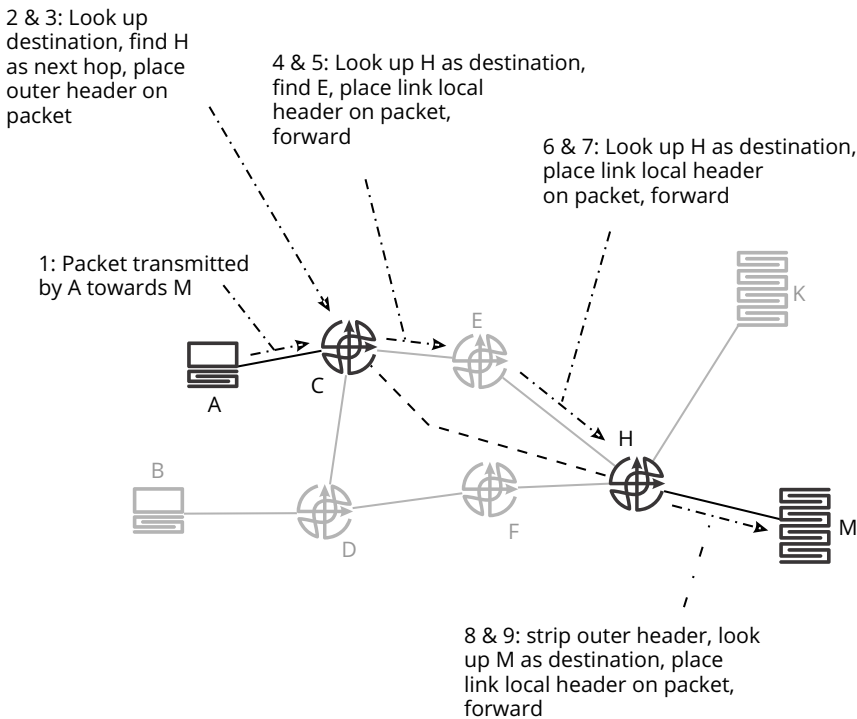 2 & 3: Look up
destination, find H
as next hop, place
outer header on
packet
4 & 5: Look up H as destination,
find E, place link local
header on packet,
forward
6 & 7: Look up H as destination,
place link local header
on packet, forward
1: Packet transmitted
by A towards M
K
E
C
A
H
B
M
F
D
8 & 9: strip outer header, look
up M as destination, place
link local header on packet,
forward